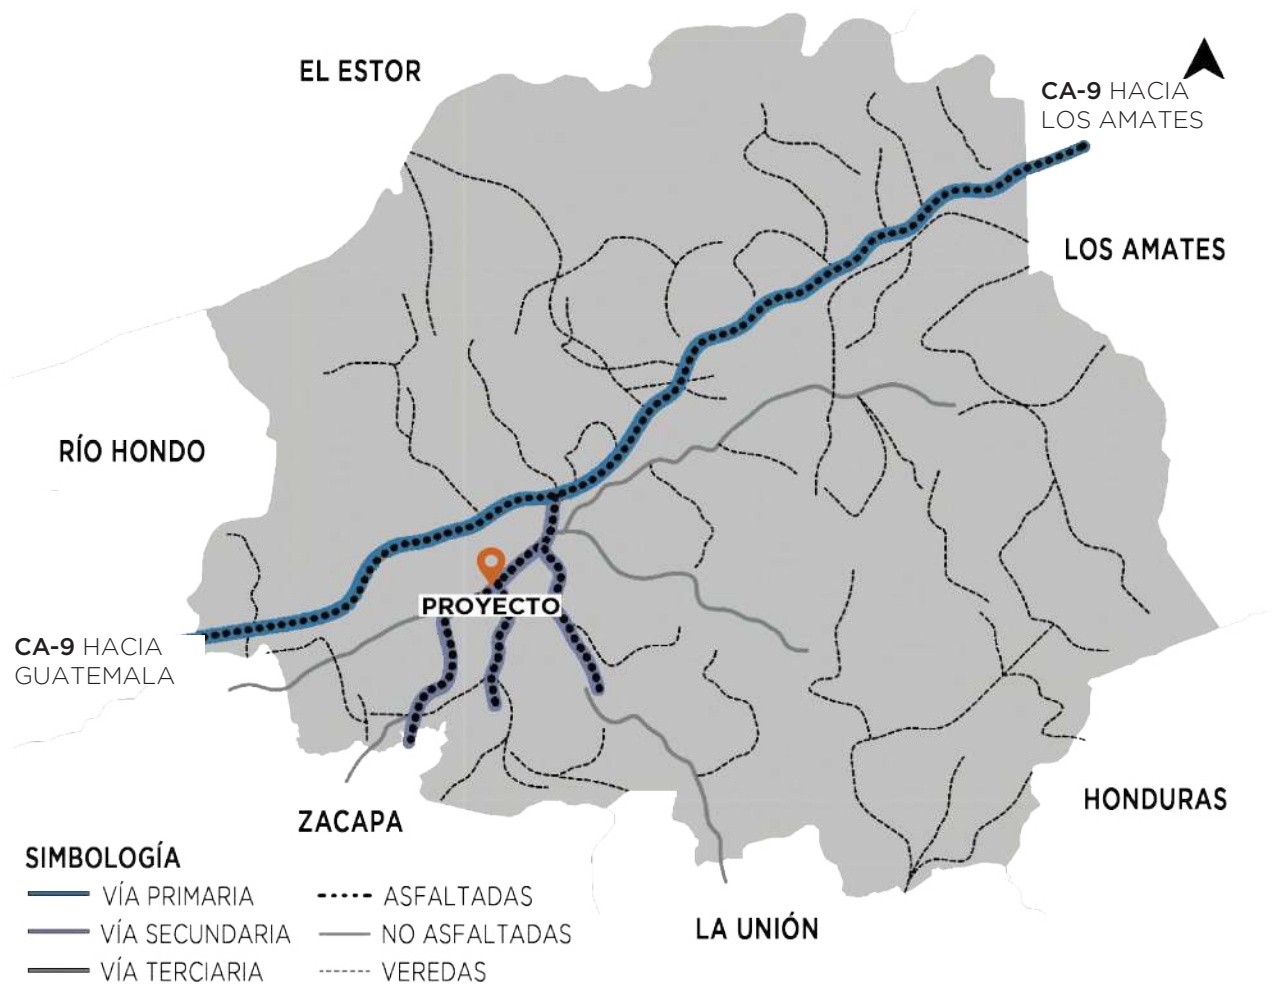 EL ESTOR
CA-9 HACIA
LOS AMATES
LOS AMATES
RÍO HONDO
PROYECTO
CA-9 HACIA
GUATEMALA
HONDURAS
ZACAPA
LA UNIÓN
SIMBOLOGÍA
VÍA PRIMARIA
ASFALTADAS
VÍA SECUNDARIA
NO ASFALTADAS
VÍA TERCIARIA
VEREDAS